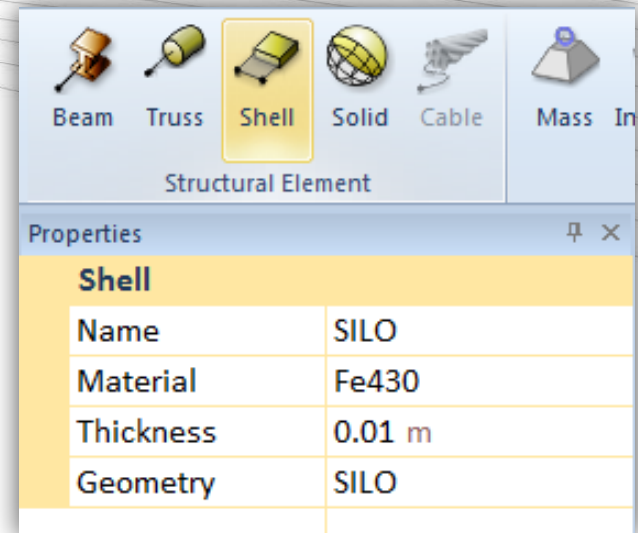 Beam Truss Shell Solid Cable Mass In
Structural Element
Properties
Shell
Name SILO
Material Fe430
Thickness 0.01 m
Geometry SILO